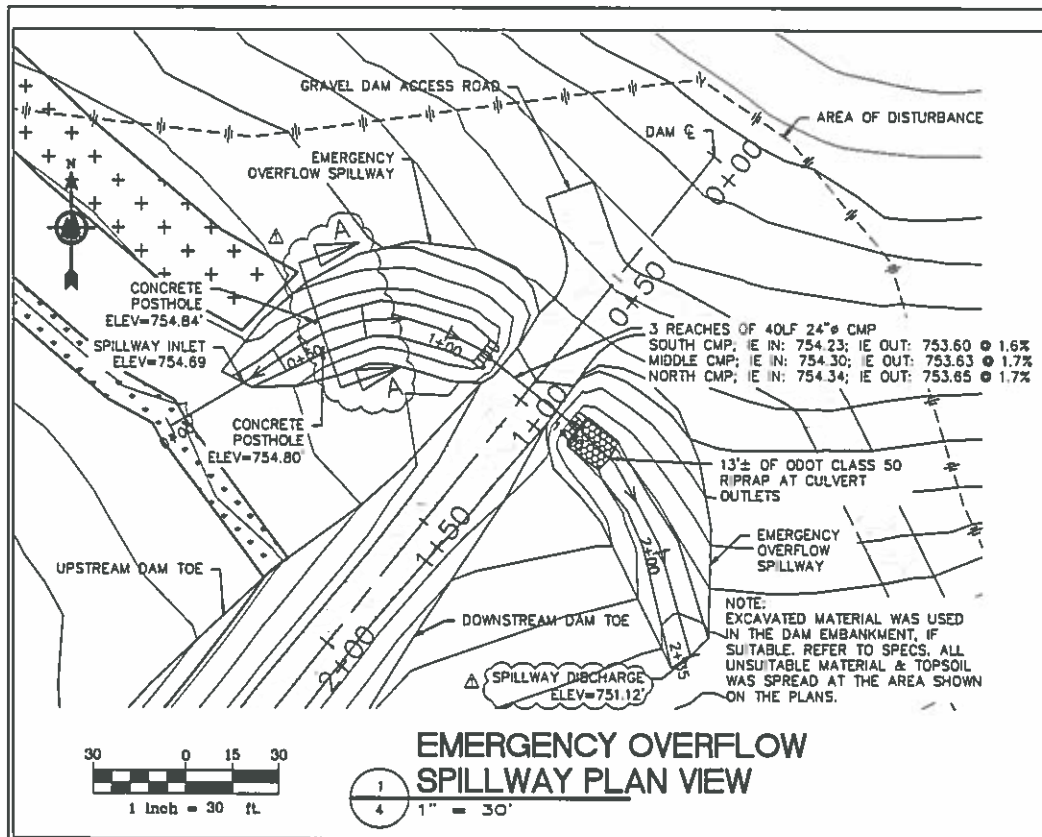 GRAVEL DAM ACCESS ROAD
AREA OF DISTURBANCE
DAM ℄
0+00
EMERGENCY
OVERFLOW SPILLWAY
N
A
CONCRETE
POSTHOLE
ELEV=754.84'
0+50
3 REACHES OF 40LF 24"ø CMP
SOUTH CMP; IE IN: 754.23; IE OUT: 753.60 @ 1.6%
MIDDLE CMP; IE IN: 754.30; IE OUT: 753.63 @ 1.7%
NORTH CMP; IE IN: 754.34; IE OUT: 753.65 @ 1.7%
SPILLWAY INLET
ELEV=754.69
0+50
1+00
A
0+00
CONCRETE
POSTHOLE
ELEV=754.80'
1+00
13'± OF ODOT CLASS 50
RIPRAP AT CULVERT
OUTLETS
1+50
2+00
EMERGENCY
OVERFLOW
SPILLWAY
UPSTREAM DAM TOE
DOWNSTREAM DAM TOE
2+00
NOTE:
EXCAVATED MATERIAL WAS USED
IN THE DAM EMBANKMENT, IF
SUITABLE. REFER TO SPECS. ALL
UNSUITABLE MATERIAL & TOPSOIL
WAS SPREAD AT THE AREA SHOWN
ON THE PLANS.
SPILLWAY DISCHARGE
ELEV=751.12'
30 0 15 30
1 inch = 30 ft.
EMERGENCY OVERFLOW
SPILLWAY PLAN VIEW
1
4
1" = 30'